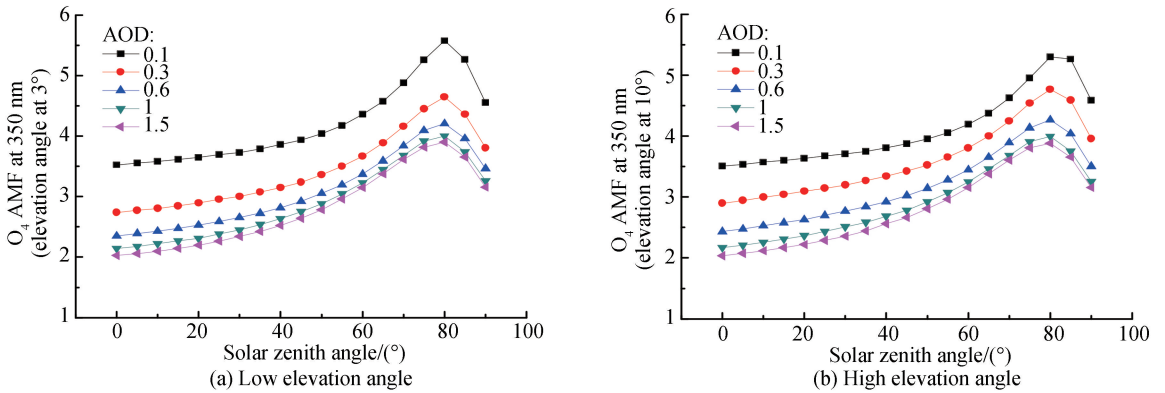 6
5
4
3
2
1
O4 AMF at 350 nm
(elevation angle at 3°)
AOD:
0.1
0.3
0.6
1
1.5
0 20 40 60 80 100
Solar zenith angle/(°)
(a) Low elevation angle
6
5
4
3
2
1
O4 AMF at 350 nm
(elevation angle at 10°)
AOD:
0.1
0.3
0.6
1
1.5
0 20 40 60 80 100
Solar zenith angle/(°)
(b) High elevation angle